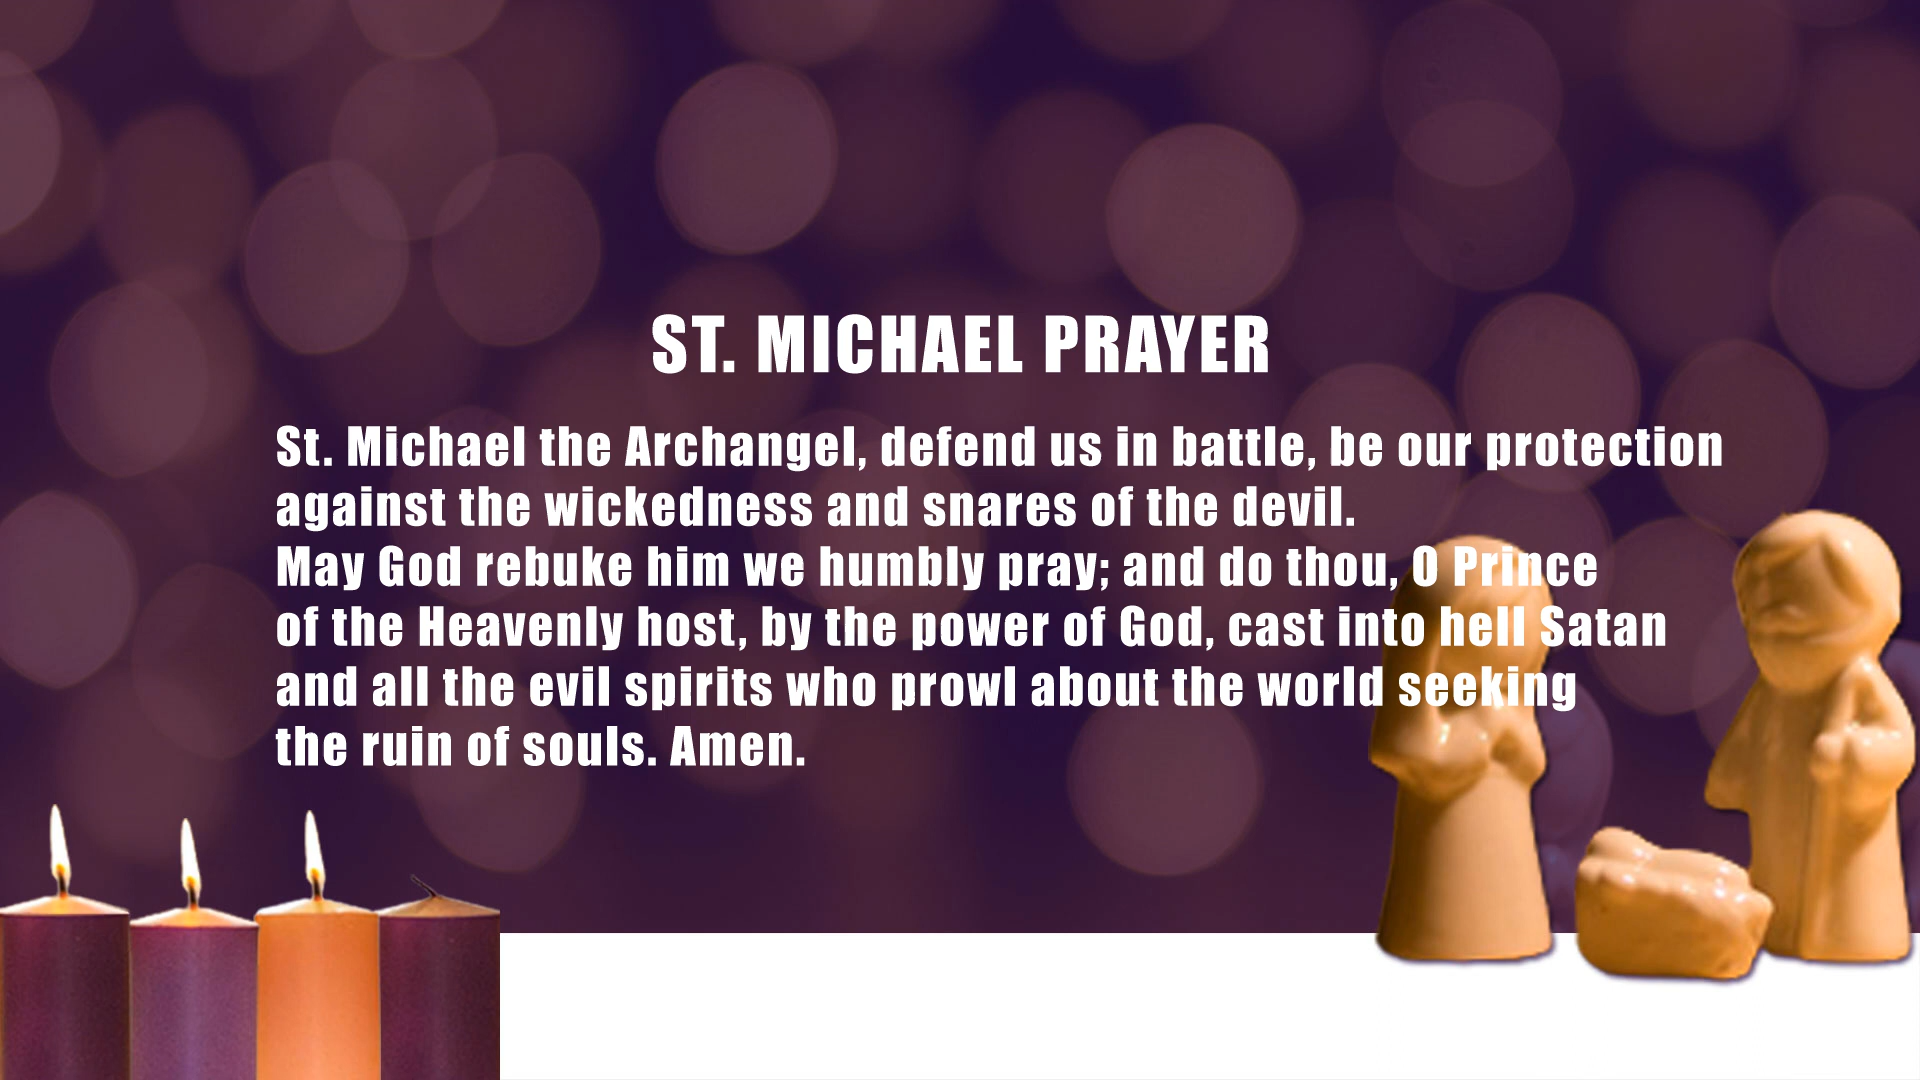 ST. MICHAEL PRAYER
St. Michael the Archangel, defend us in battle, be our protection
against the wickedness and snares of the devil.
May God rebuke him we humbly pray; and do thou, O Prince
of the Heavenly host, by the power of God, cast into hell Satan
and all the evil spirits who prowl about the world seeking
the ruin of souls. Amen.